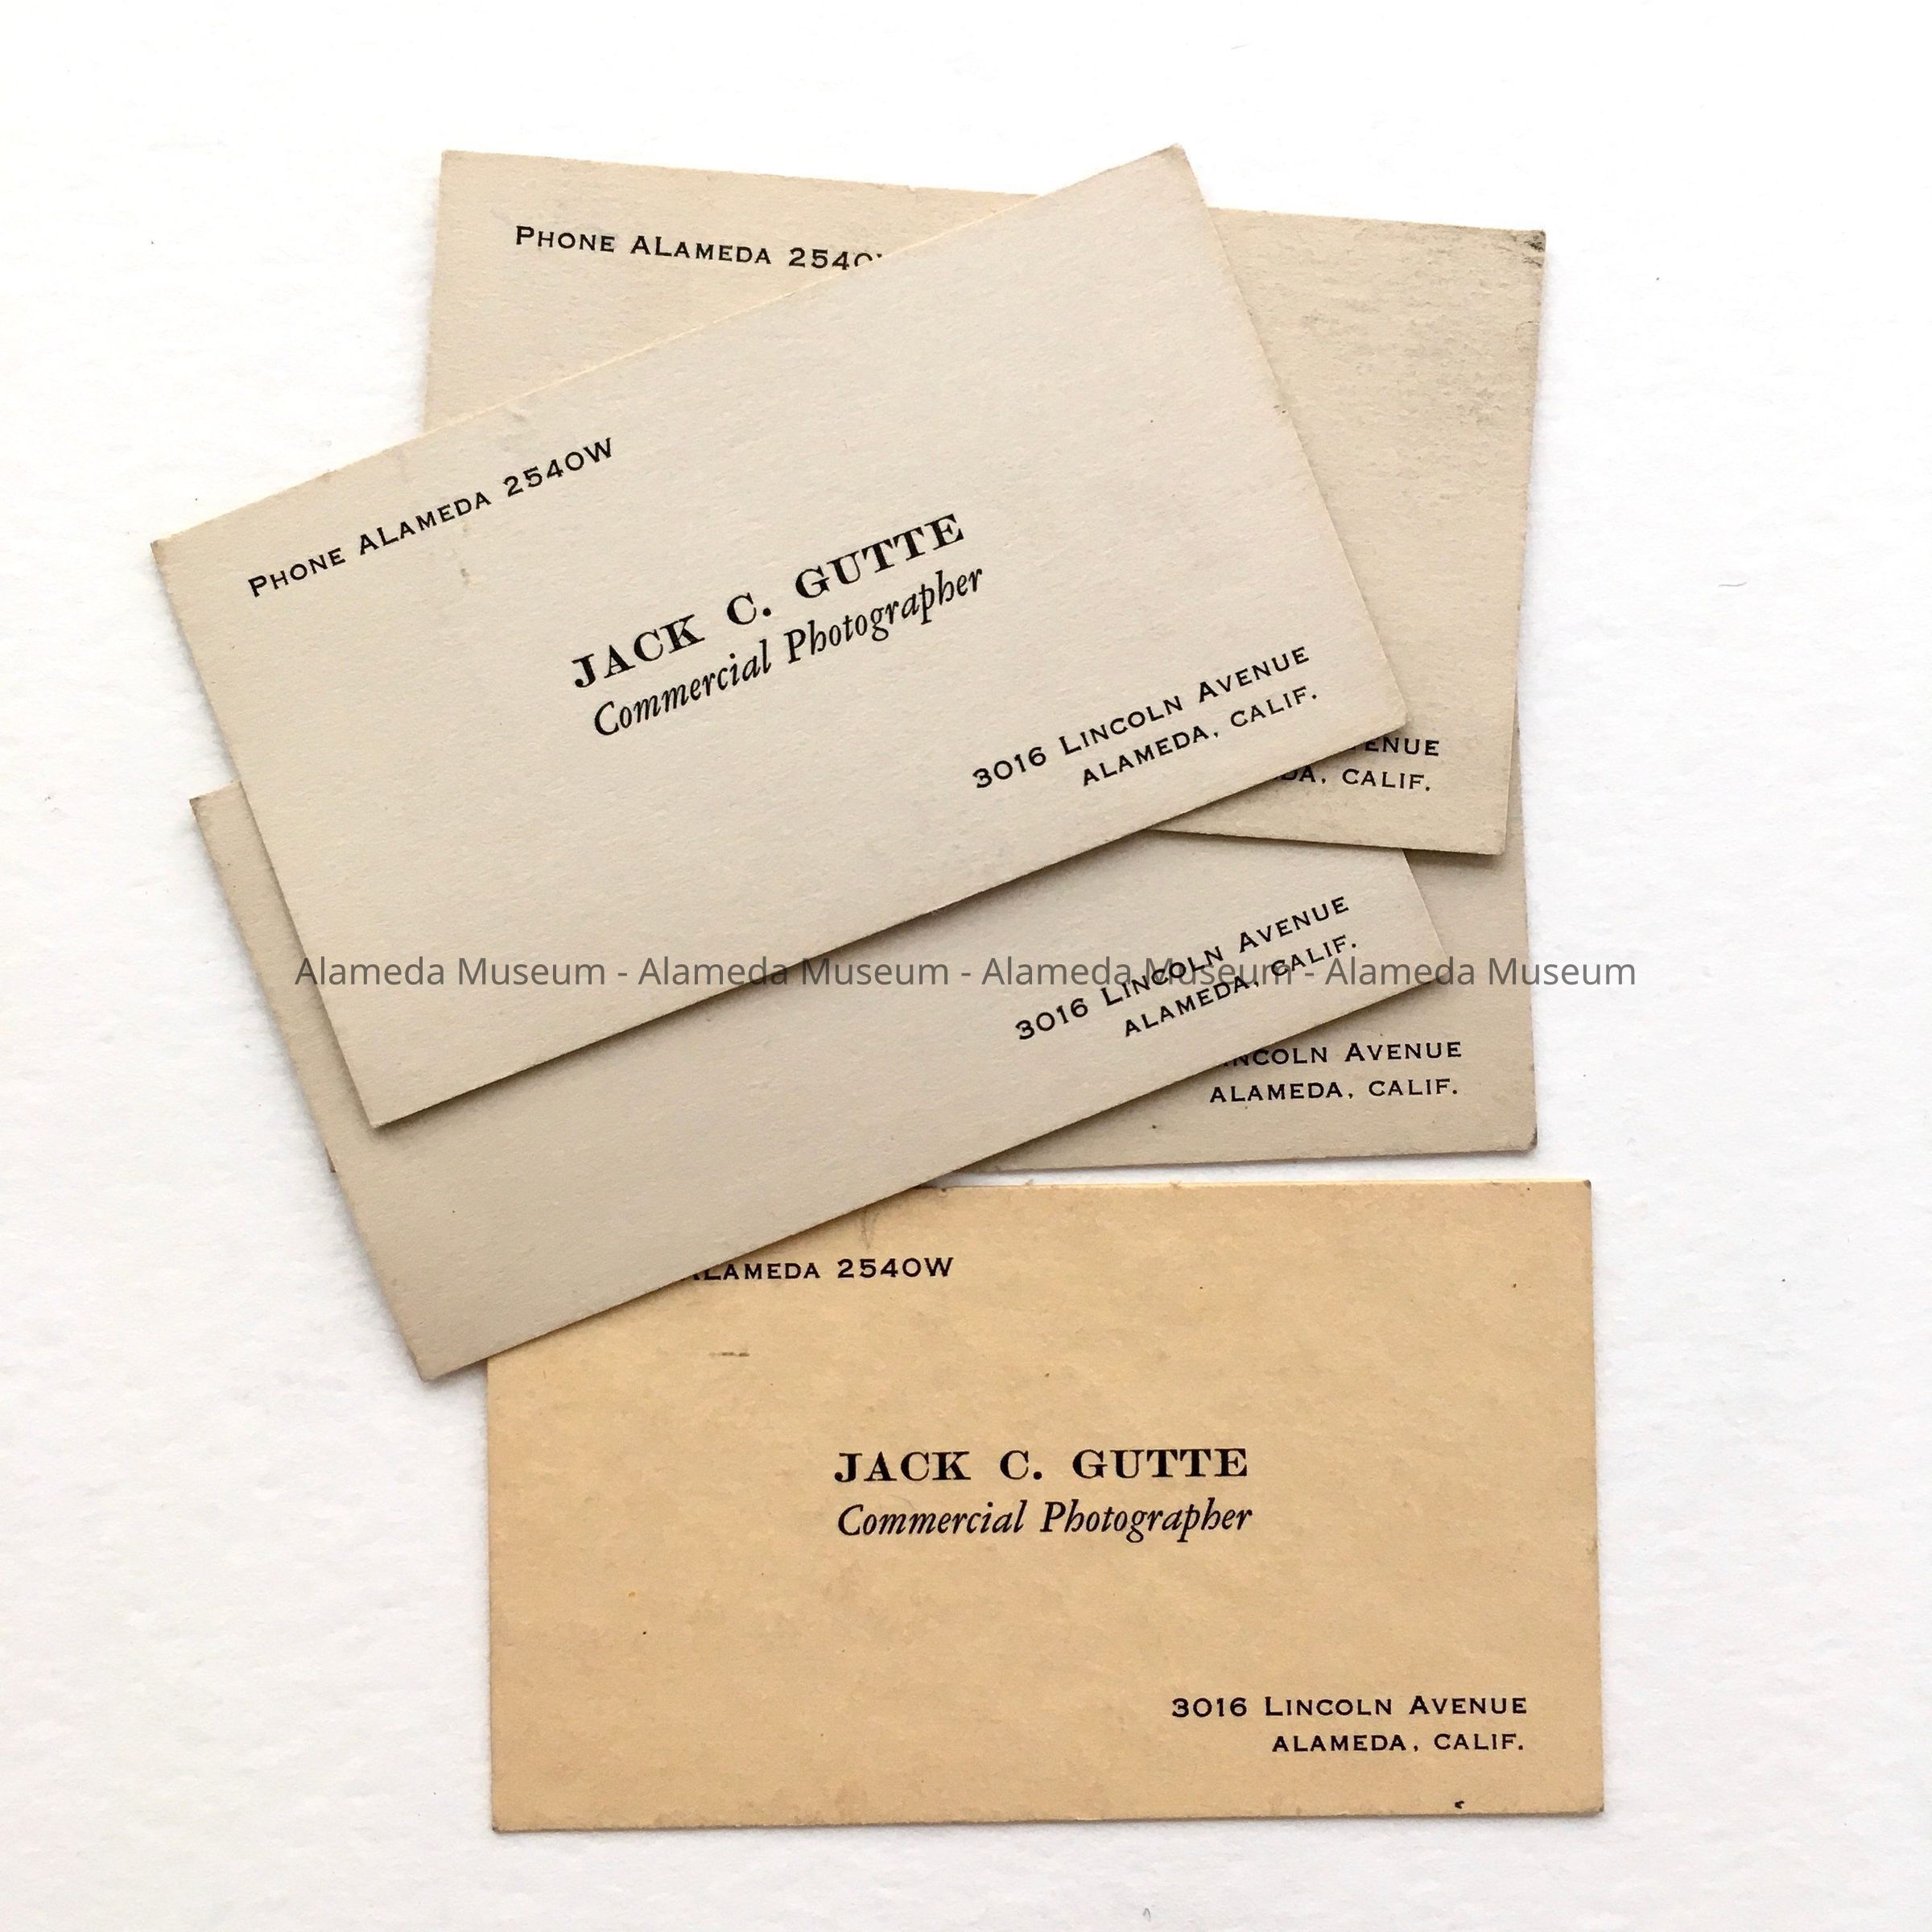 PHONE ALAMEDA 2540
PHONE ALAMEDA 2540W
JACK C. GUTTE
Commercial Photographer
3016 LINCOLN AVENUE
ALAMEDA, CALIF.
CALIF.
3016 LINCOLN AVENUE
ALAMEDA, CALIF.
Alameda Museum - Alameda Museum - Alameda Museum - Alameda Museum
AVENUE
ALAMEDA, CALIF.
ALAMEDA 2540W
JACK C. GUTTE
Commercial Photographer
3016 LINCOLN AVENUE
ALAMEDA, CALIF.